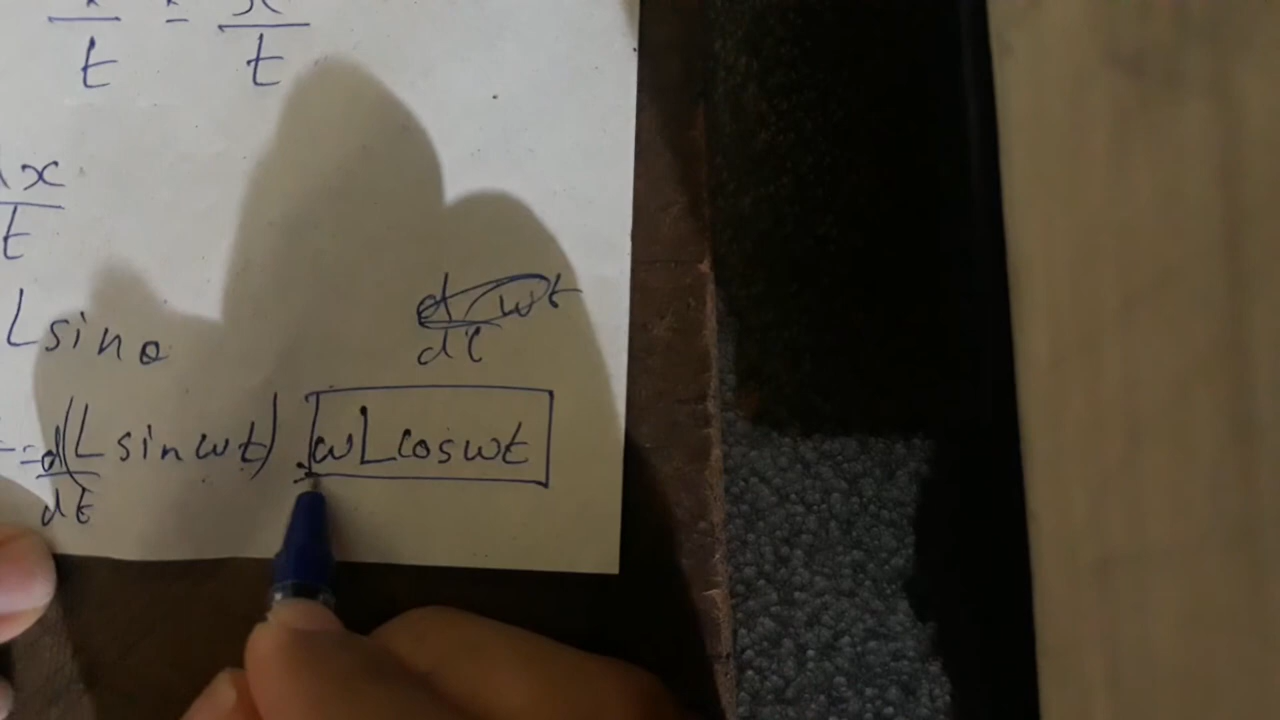 t t
x
t
L sin θ
d ωt
dt
= d (L sin ωt) ωL cos ωt
dt